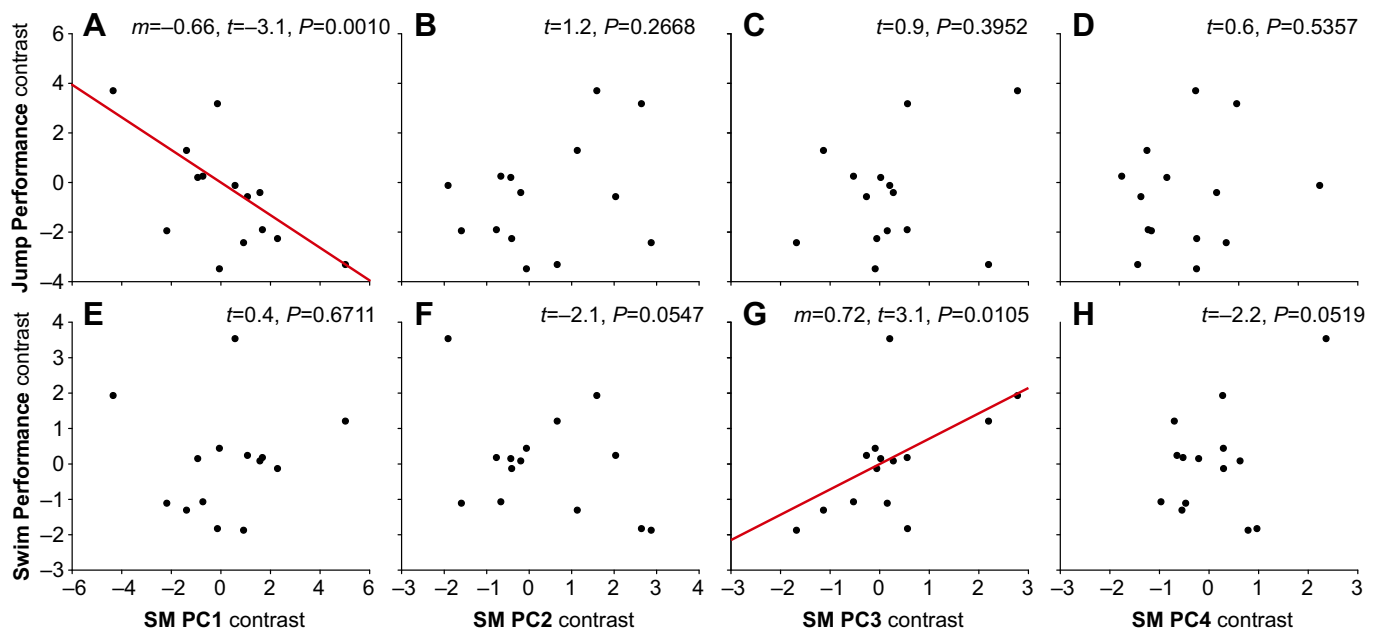 A m=–0.66, t=–3.1, P=0.0010
B t=1.2, P=0.2668
C t=0.9, P=0.3952
D t=0.6, P=0.5357
Jump Performance contrast
6
4
2
0
–2
–4
E t=0.4, P=0.6711
F t=–2.1, P=0.0547
G m=0.72, t=3.1, P=0.0105
H t=–2.2, P=0.0519
Swim Performance contrast
4
3
2
1
0
–1
–2
–3
–6 –4 –2 0 2 4 6
–3 –2 –1 0 1 2 3 4
–3 –2 –1 0 1 2 3
–3 –2 –1 0 1 2 3
SM PC1 contrast
SM PC2 contrast
SM PC3 contrast
SM PC4 contrast